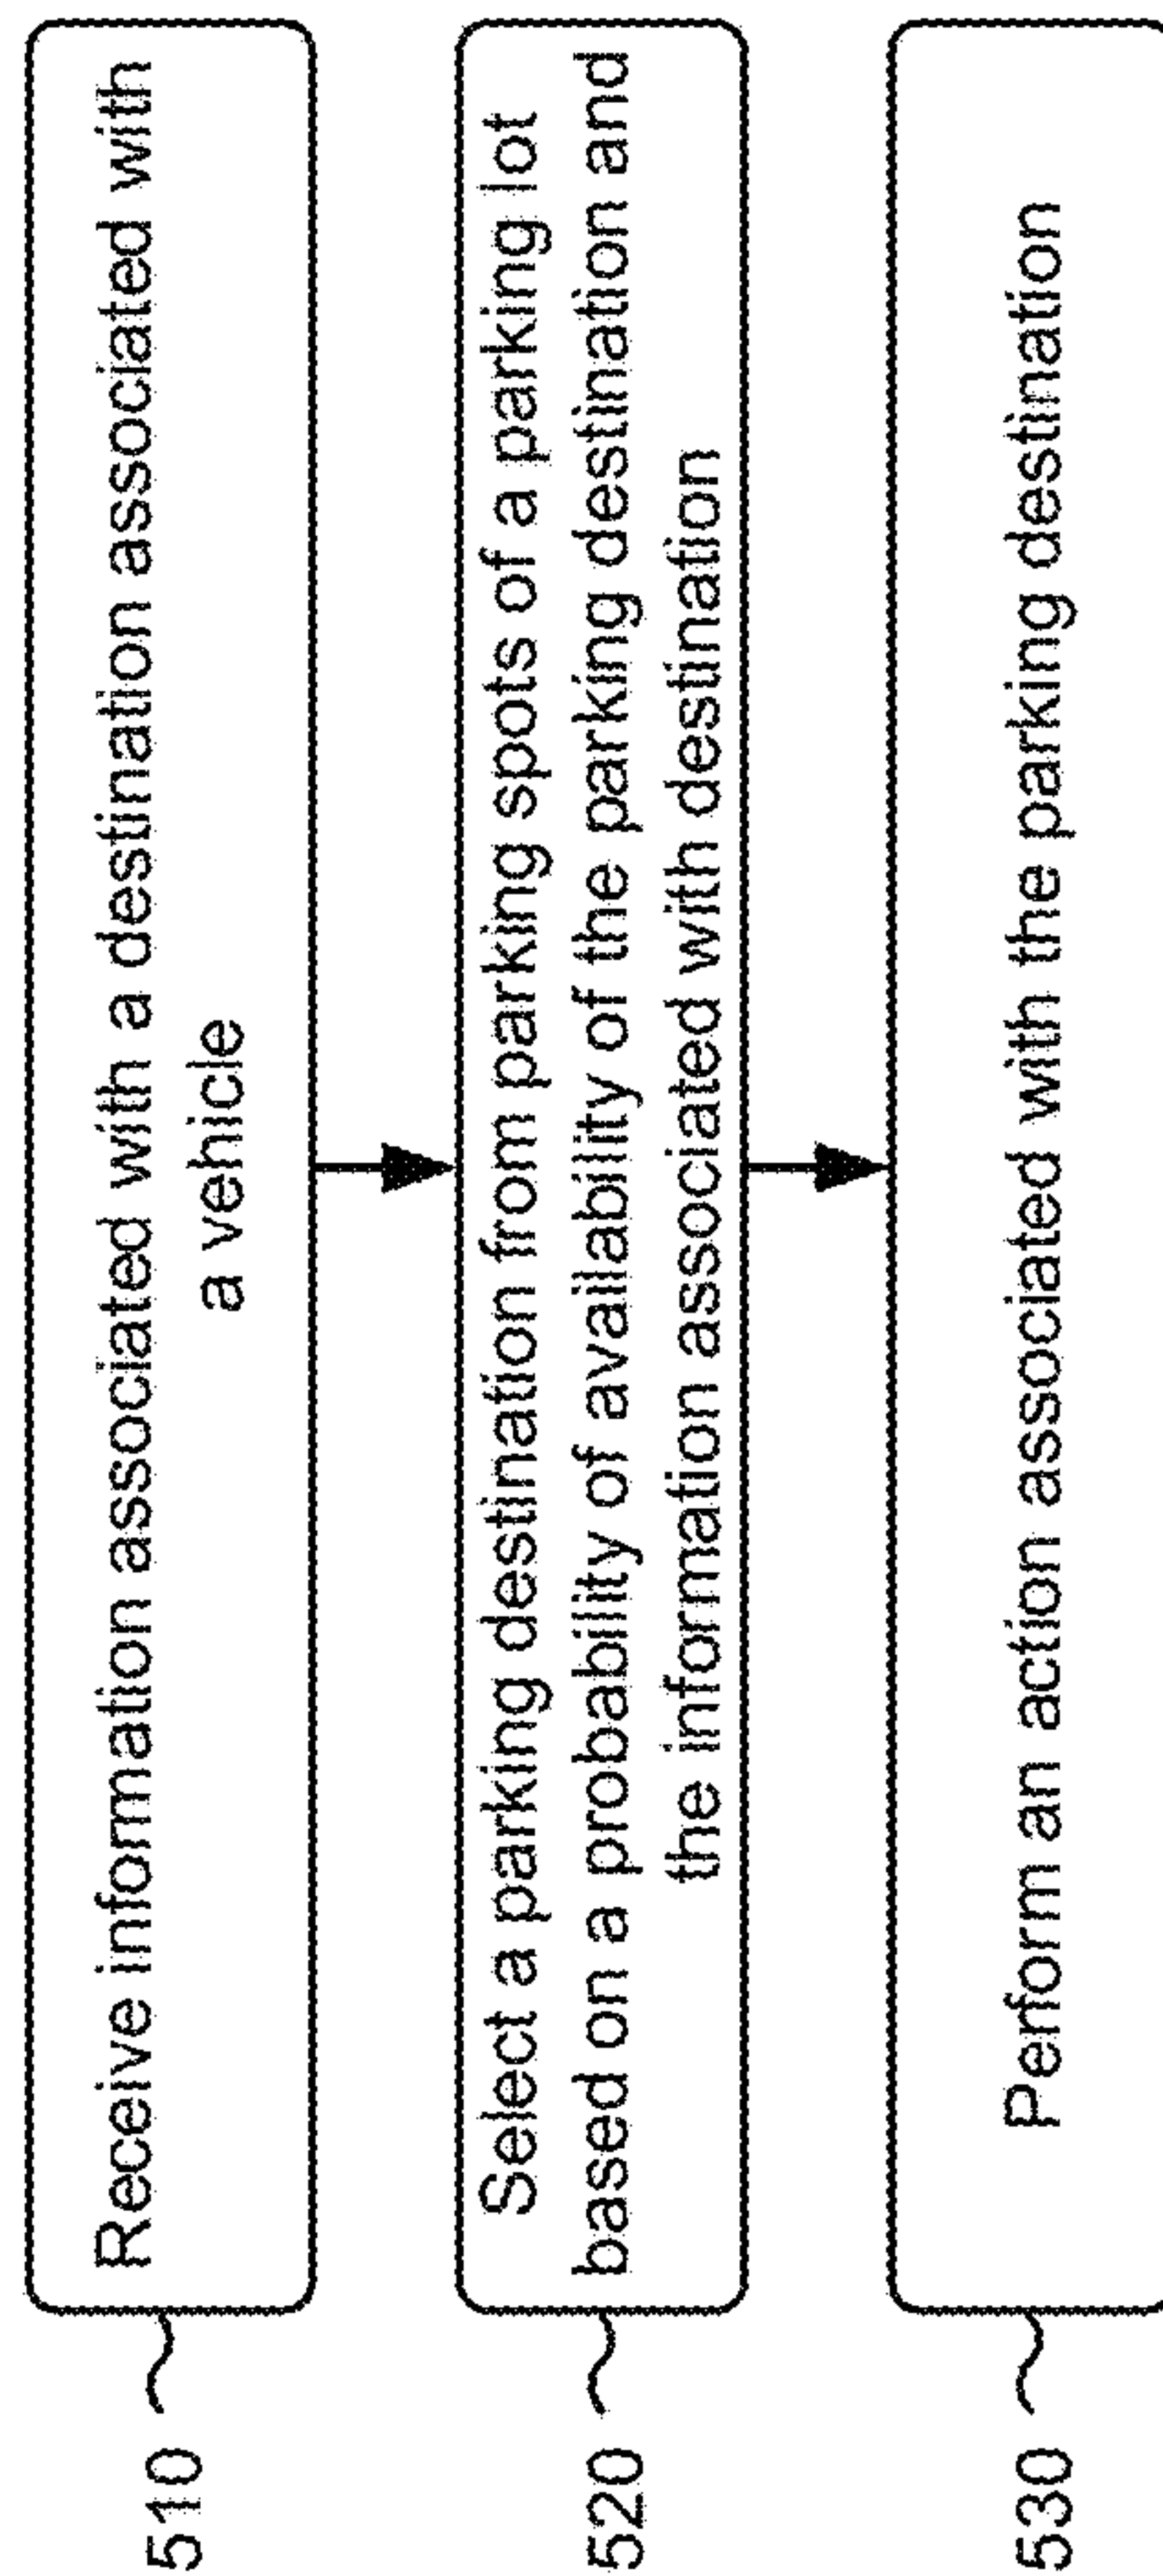 510
Receive information associated with a destination associated with
a vehicle
520
Select a parking destination from parking spots of a parking lot
based on a probability of availability of the parking destination and
the information associated with destination
530
Perform an action associated with the parking destination